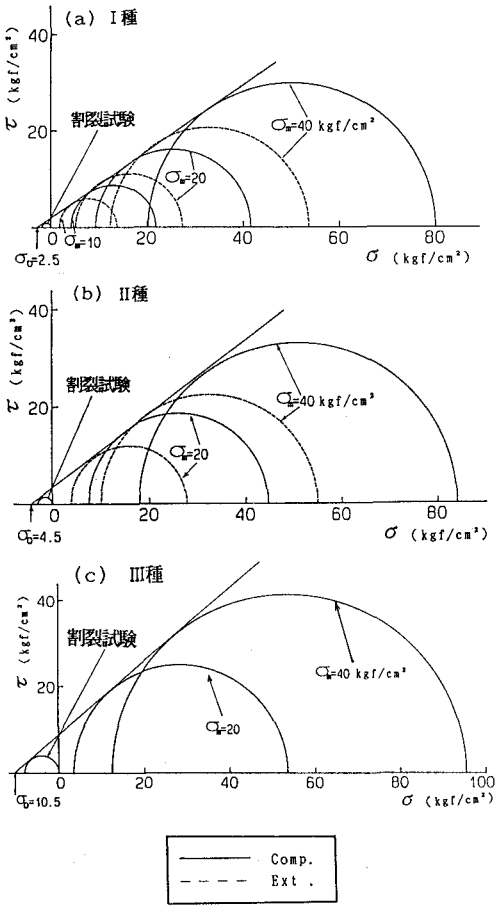 (a) I種
40
20
0
τ (kgf/cm²)
割裂試験
σm=40 kgf/cm²
σm=20
σm=10
σ0=2.5
0 20 40 60 80
σ (kgf/cm²)
(b) II種
40
20
0
τ (kgf/cm²)
割裂試験
σm=40 kgf/cm²
σm=20
σ0=4.5
0 20 40 60 80
σ (kgf/cm²)
(c) III種
40
20
0
τ (kgf/cm²)
割裂試験
σm=40 kgf/cm²
σm=20
σ0=10.5
0 20 40 60 80 100
σ (kgf/cm²)
Comp.
Ext .